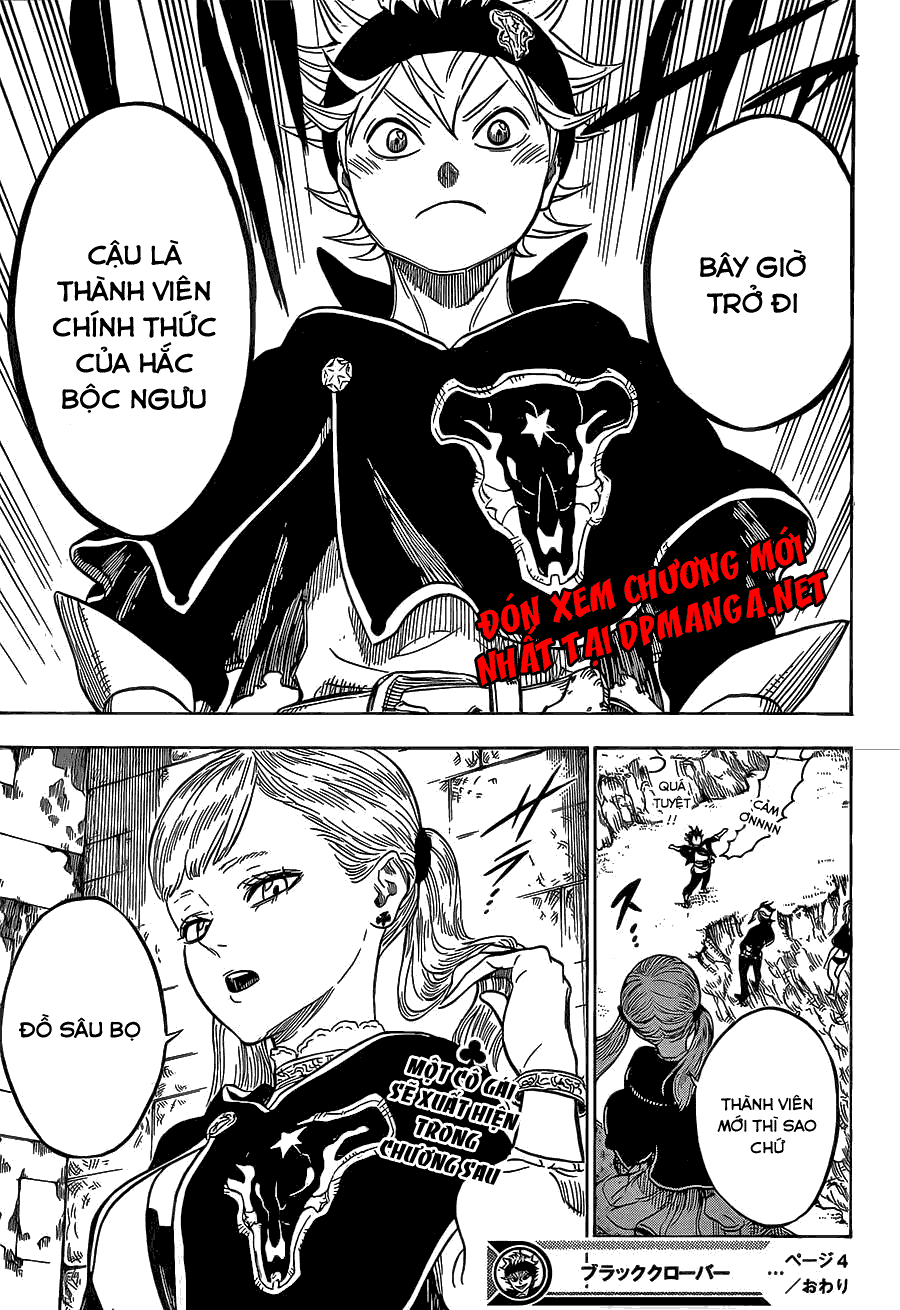 BÂY GIỜ
TRỞ ĐI
CẬU LÀ
THÀNH VIÊN
CHÍNH THỨC
CỦA HẮC
BỘC NGƯU
ĐÓN XEM CHƯƠNG MỚI
NHẤT TẠI DPMANGA.NET
CẢM
ƠNNNN
QUÁ
TUYỆT
!!
THÀNH VIÊN
MỚI THÌ SAO
CHỨ
ĐỒ SÂU BỌ
MỘT CÔ GÁI
SẼ XUẤT HIỆN
TRONG
CHƯƠNG SAU
ブラッククローバー
…ページ4
/おわり